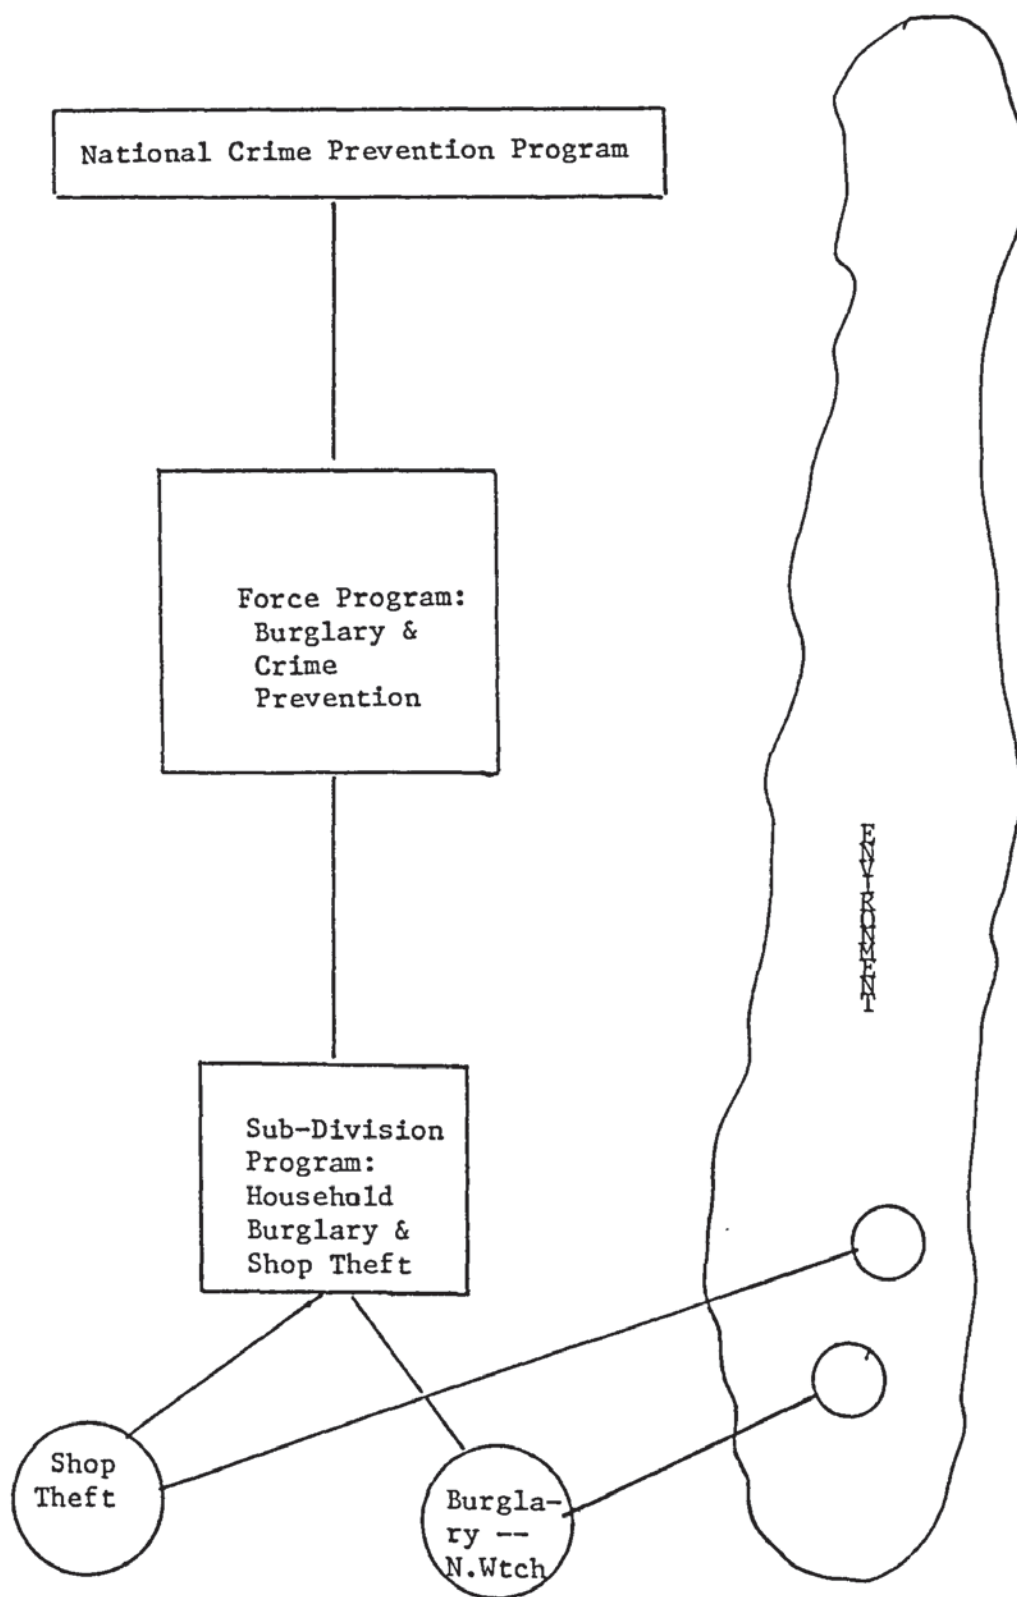 National Crime Prevention Program
Force Program:
Burglary &
Crime
Prevention
ENVIRONMENT
Sub-Division
Program:
Household
Burglary &
Shop Theft
Shop
Theft
Burgla-
ry --
N.Wtch